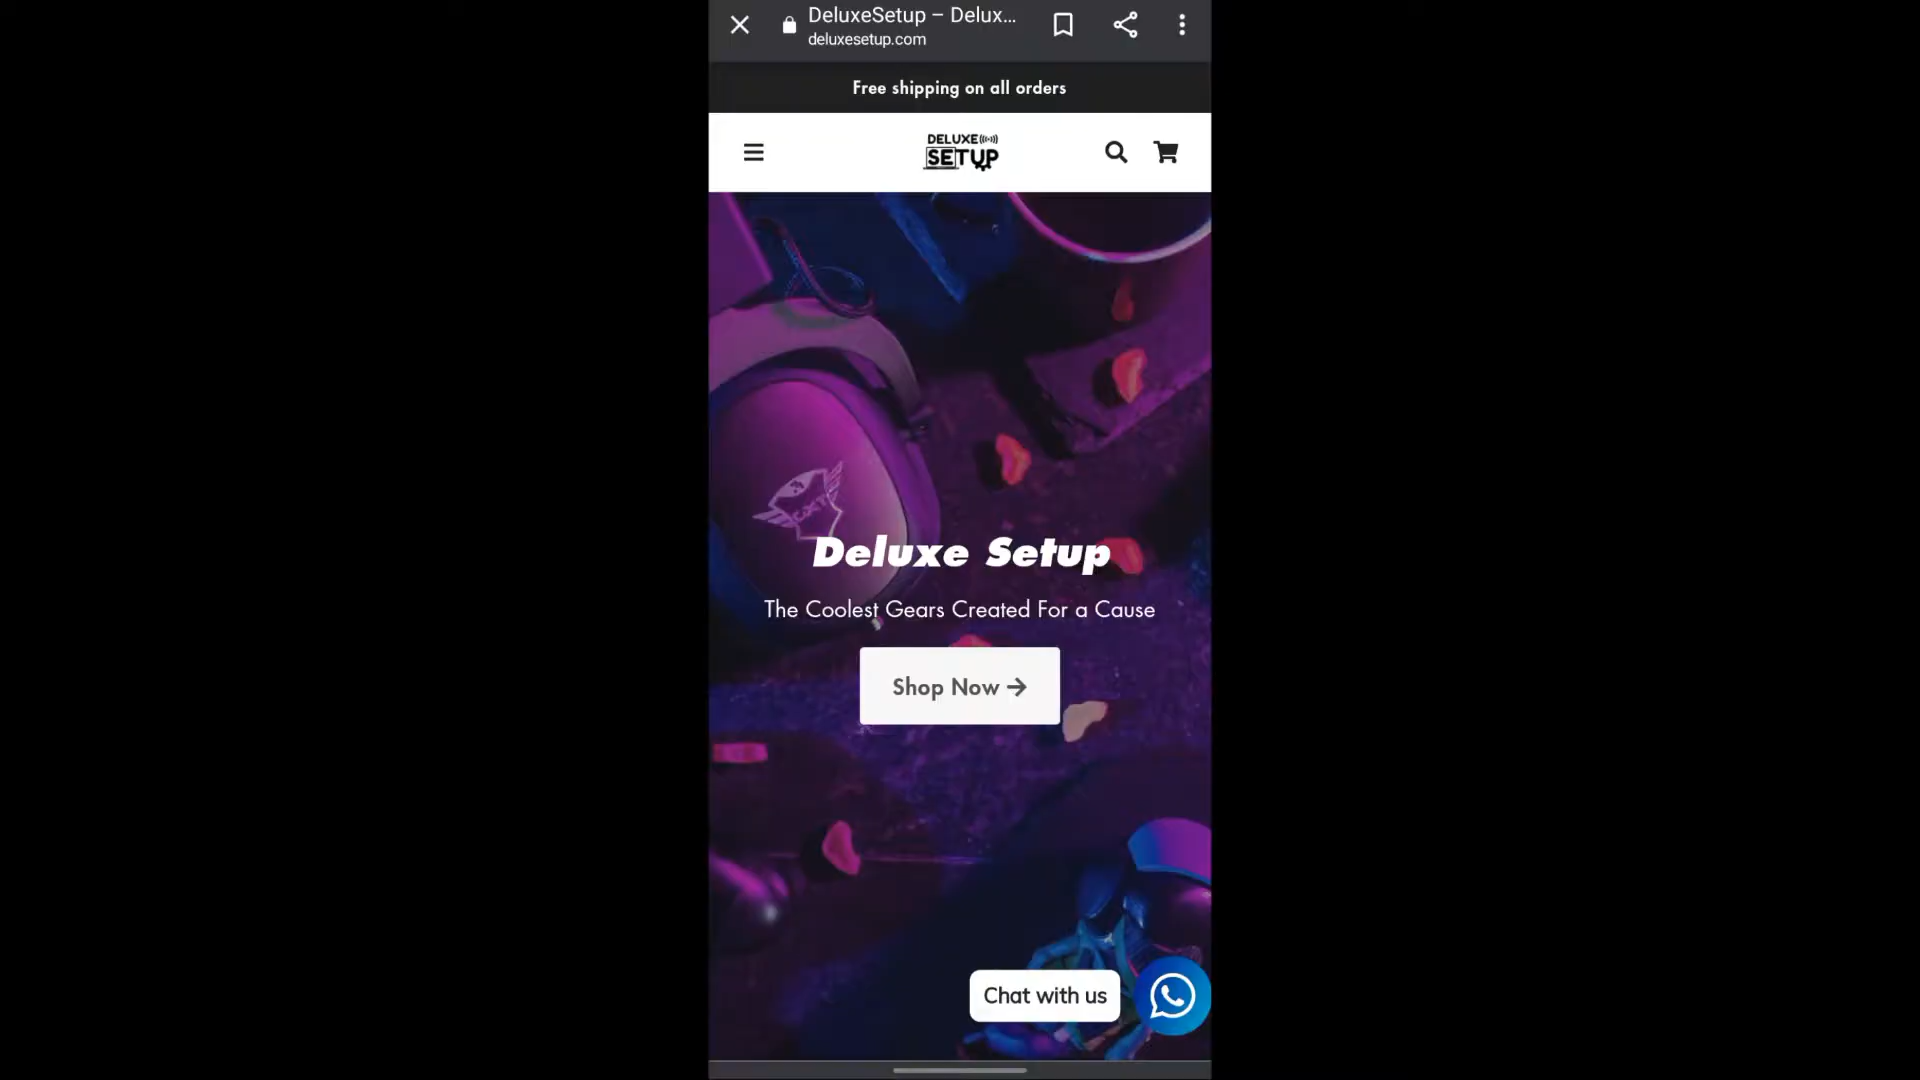 DeluxeSetup – Delux...
deluxesetup.com
Free shipping on all orders
DELUXE
SETUP
GXT
Deluxe Setup
The Coolest Gears Created For a Cause
Shop Now →
Chat with us